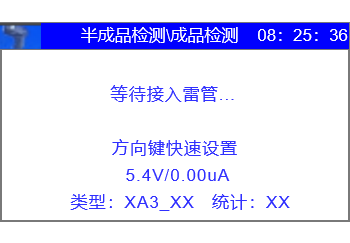 半成品检测\成品检测 08：25：36
等待接入雷管...
方向键快速设置
5.4V/0.00uA
类型：XA3_XX 统计：XX